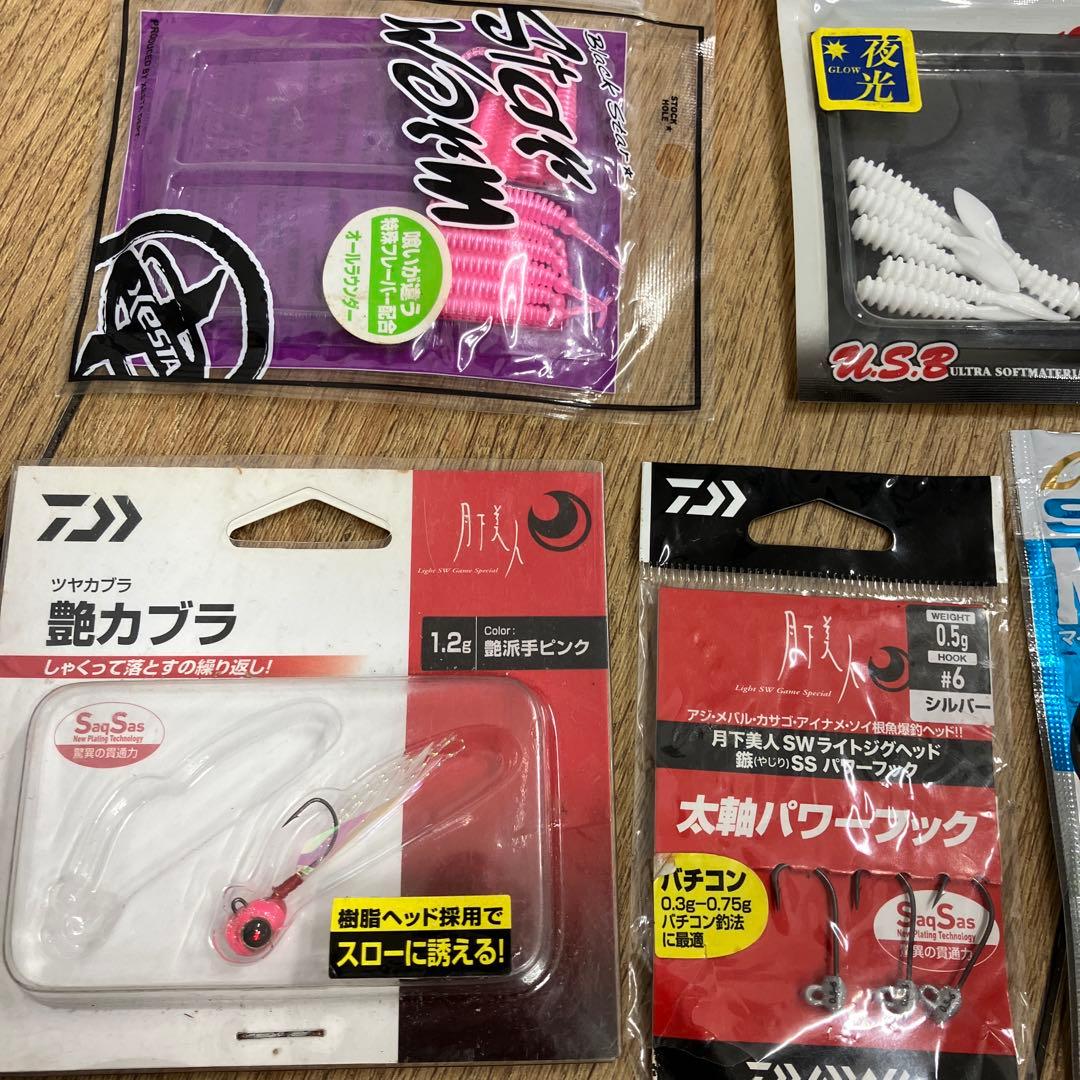 Black Star★
Star
Worm
STOCK★
HOLE
PRODUCED BY
喰いが違う
特殊フレーバー配合
オールラウンダー
XESTA
夜光
GLOW
U.S.B
ULTRA SOFTMATERIA
ツヤカブラ
艶カブラ
しゃくって落とすの繰り返し!
月下美人
Light SW Game Special
1.2g
Color:
艶派手ピンク
SaqSas
New Plating Technology
驚異の貫通力
樹脂ヘッド採用で
スローに誘える!
月下美人
Light SW Game Special
WEIGHT
0.5g
HOOK
#6
シルバー
アジ・メバル・カサゴ・アイナメ・ソイ根魚爆釣ヘッド!!
月下美人 SWライトジグヘッド
鏃(やじり) SS パワーフック
太軸パワーフック
バチコン
0.3g-0.75g
バチコン釣法
に最適
SaqSas
New Plating Technology
驚異の貫通力
DAIWA